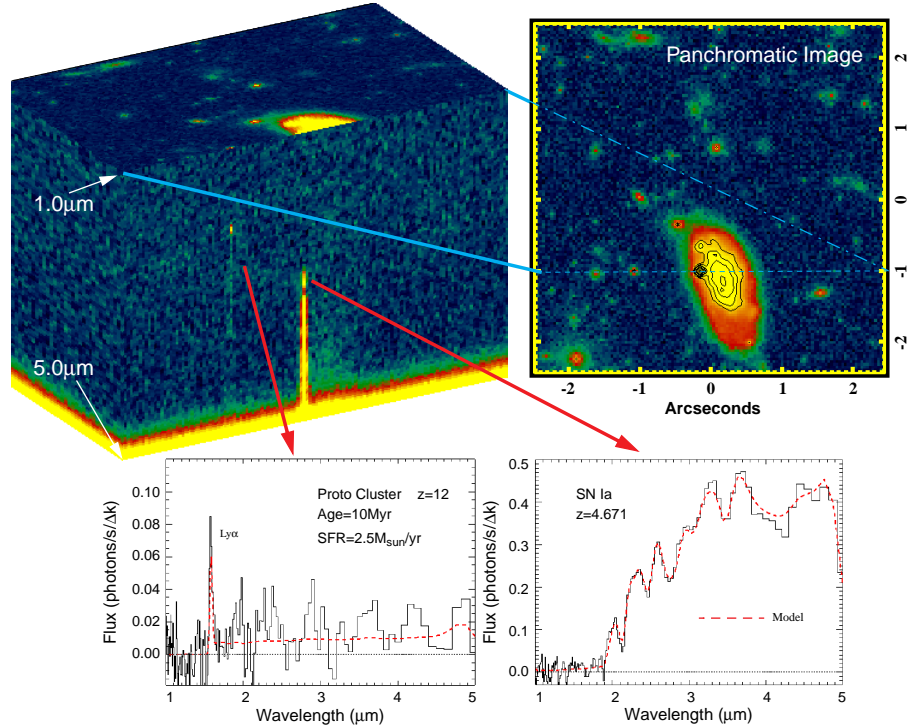 Panchromatic Image
1.0μm
5.0μm
2
1
0
-1
-2
-2 -1 0 1 2
Arcseconds
Proto Cluster z=12
Age=10Myr
SFR=2.5M_sun/yr
Lyα
0.10
0.08
0.06
0.04
0.02
0.00
Flux (photons/s/Δk)
1 2 3 4 5
Wavelength (μm)
SN Ia
z=4.671
Model
0.5
0.4
0.3
0.2
0.1
0.0
Flux (photons/s/Δk)
1 2 3 4 5
Wavelength (μm)